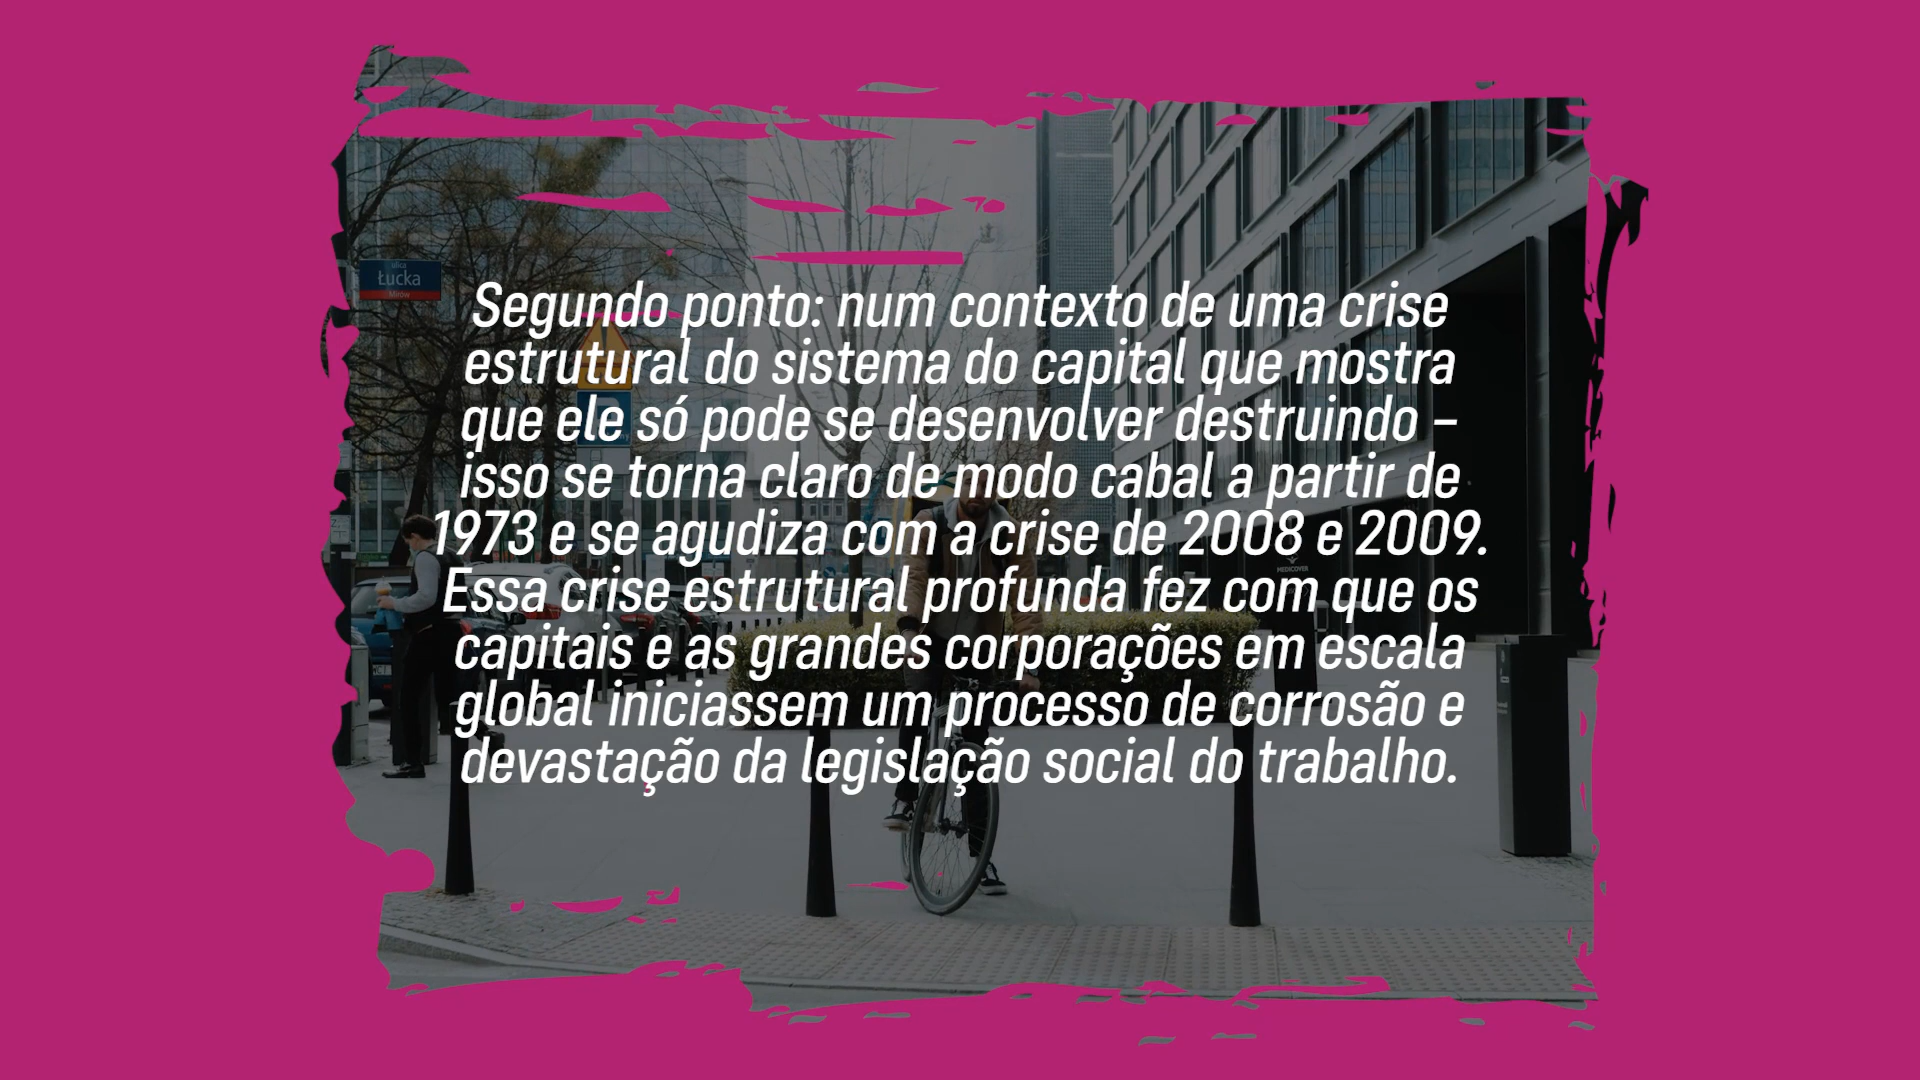 ulica
Łucka
Mirów
Segundo ponto: num contexto de uma crise
estrutural do sistema do capital que mostra
que ele só pode se desenvolver destruindo –
isso se torna claro de modo cabal a partir de
1973 e se agudiza com a crise de 2008 e 2009.
Essa crise estrutural profunda fez com que os
capitais e as grandes corporações em escala
global iniciassem um processo de corrosão e
devastação da legislação social do trabalho.
MEDICOVER